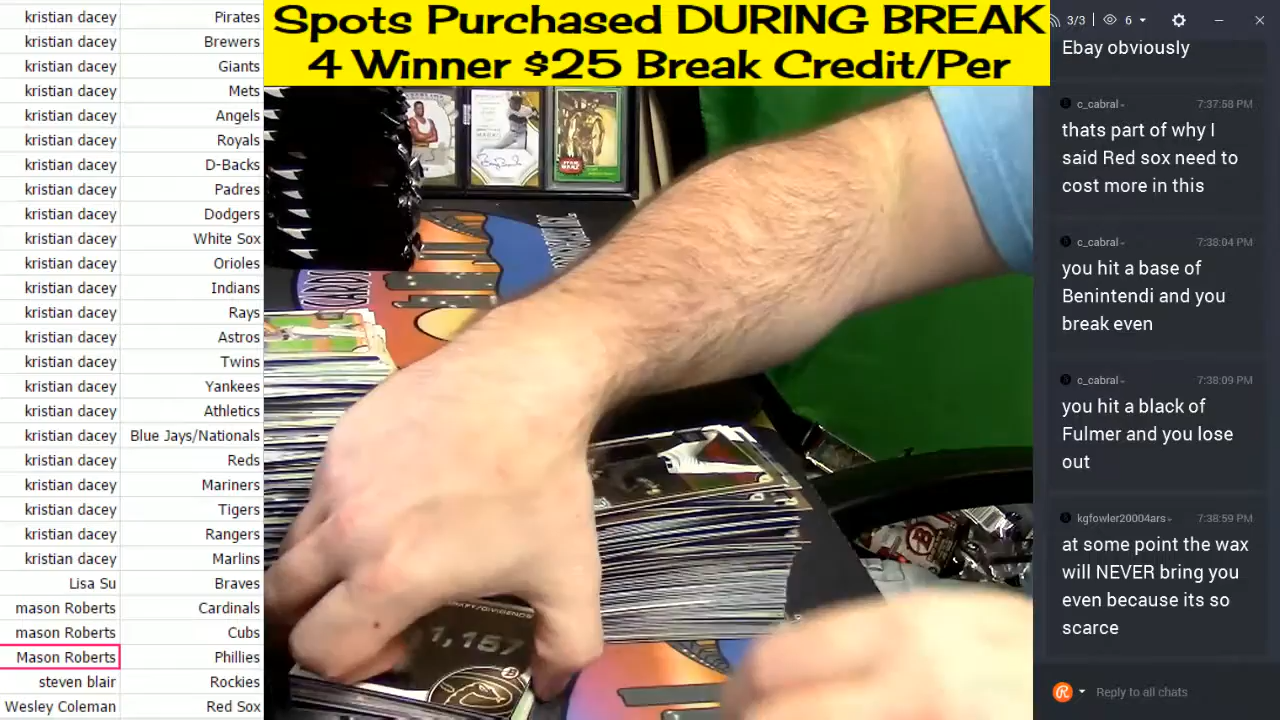 kristian dacey Pirates
kristian dacey Brewers
kristian dacey Giants
kristian dacey Mets
kristian dacey Angels
kristian dacey Royals
kristian dacey D-Backs
kristian dacey Padres
kristian dacey Dodgers
kristian dacey White Sox
kristian dacey Orioles
kristian dacey Indians
kristian dacey Rays
kristian dacey Astros
kristian dacey Twins
kristian dacey Yankees
kristian dacey Athletics
kristian dacey Blue Jays/Nationals
kristian dacey Reds
kristian dacey Mariners
kristian dacey Tigers
kristian dacey Rangers
kristian dacey Marlins
Lisa Su Braves
mason Roberts Cardinals
mason Roberts Cubs
Mason Roberts Phillies
steven blair Rockies
Wesley Coleman Red Sox
Spots Purchased DURING BREAK
4 Winner $25 Break Credit/Per
STAR WARS
1,157
3/3
6
Ebay obviously
c_cabral 7:37:58 PM
thats part of why I
said Red sox need to
cost more in this
c_cabral 7:38:04 PM
you hit a base of
Benintendi and you
break even
c_cabral 7:38:09 PM
you hit a black of
Fulmer and you lose
out
kgfowler20004ars 7:38:59 PM
at some point the wax
will NEVER bring you
even because its so
scarce
Reply to all chats